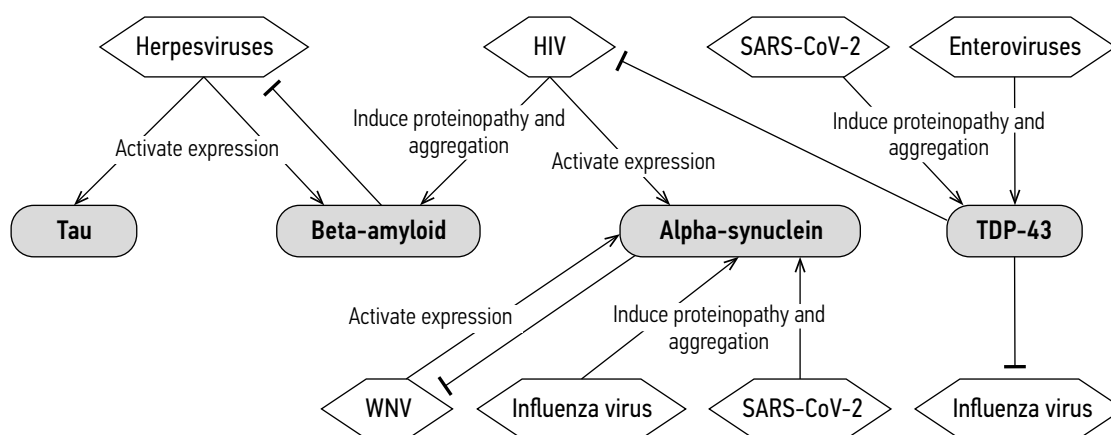 Herpesviruses
HIV
SARS-CoV-2
Enteroviruses
Activate expression
Induce proteinopathy and
aggregation
Activate expression
Induce proteinopathy and
aggregation
Tau
Beta-amyloid
Alpha-synuclein
TDP-43
Activate expression
Induce proteinopathy and
aggregation
WNV
Influenza virus
SARS-CoV-2
Influenza virus